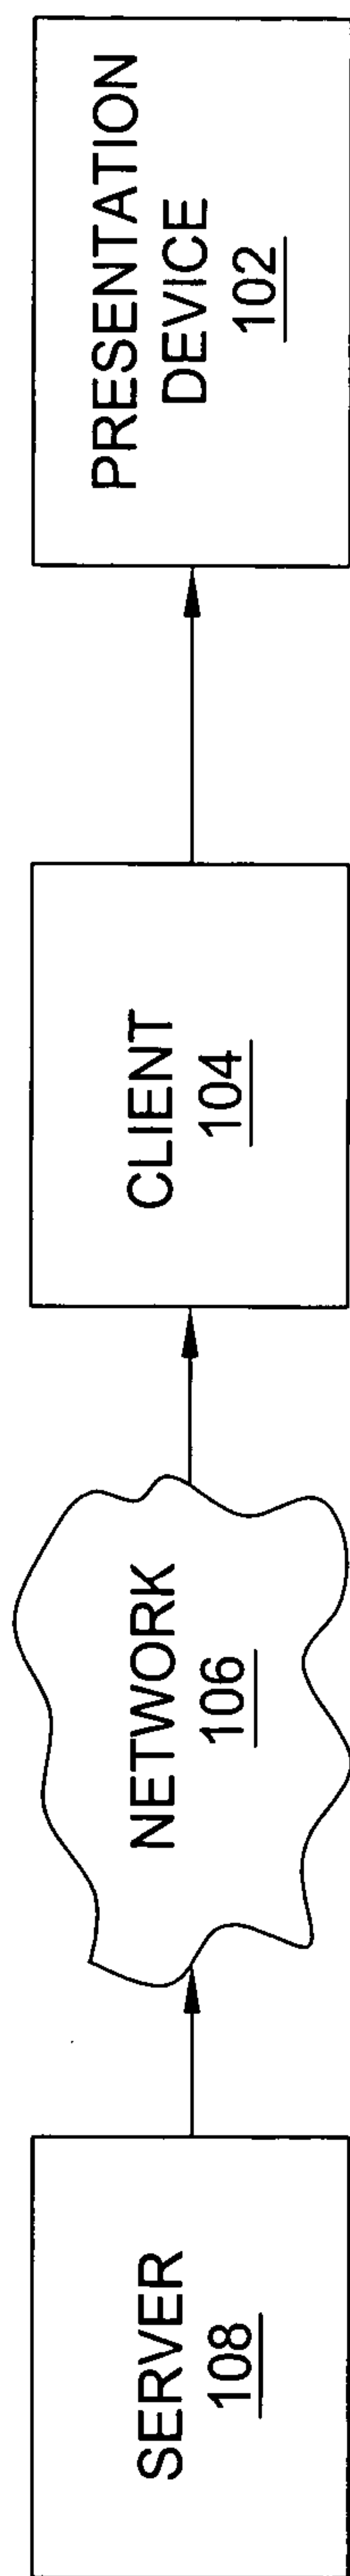 SERVER
108
NETWORK
106
CLIENT
104
PRESENTATION
DEVICE
102